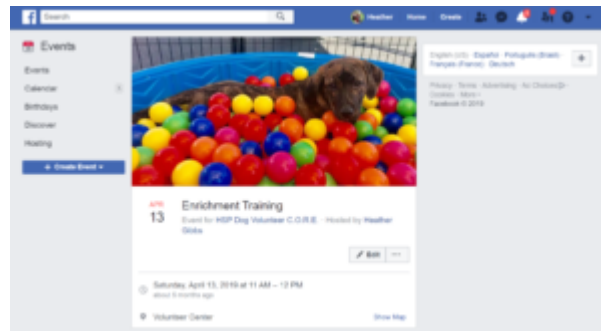 f Search Heather Home Create
Events
Events
Calendar
Birthdays
Discover
Hosting
+ Create Event
APR
13
Enrichment Training
Event for HSP Dog Volunteer C.O.R.E. · Hosted by Heather
Edit
Saturday, April 13, 2019 at 11 AM – 12 PM
about 5 months ago
Volunteer Center Show Map
English (US) · Español · Português (Brasil) ·
Français (France) · Deutsch
Privacy · Terms · Advertising · Ad Choices ·
Cookies · More
Facebook © 2019